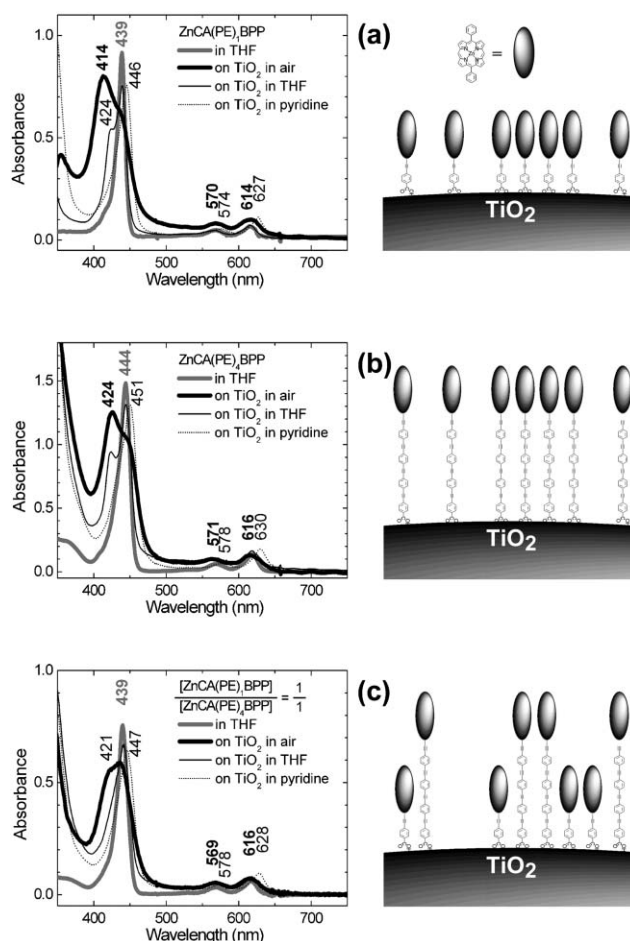 ZnCA(PE)₁BPP
in THF
on TiO₂ in air
on TiO₂ in THF
on TiO₂ in pyridine
414
439
424
446
570
574
614
627
Absorbance
1.0
0.5
0.0
400 500 600 700
Wavelength (nm)
(a)
=
TiO₂
ZnCA(PE)₄BPP
in THF
on TiO₂ in air
on TiO₂ in THF
on TiO₂ in pyridine
424
444
451
571
578
616
630
Absorbance
1.5
1.0
0.5
0.0
400 500 600 700
Wavelength (nm)
(b)
TiO₂
[ZnCA(PE)₁BPP] = 1
[ZnCA(PE)₄BPP] 1
in THF
on TiO₂ in air
on TiO₂ in THF
on TiO₂ in pyridine
439
421
447
569
578
616
628
Absorbance
1.0
0.5
0.0
400 500 600 700
Wavelength (nm)
(c)
TiO₂